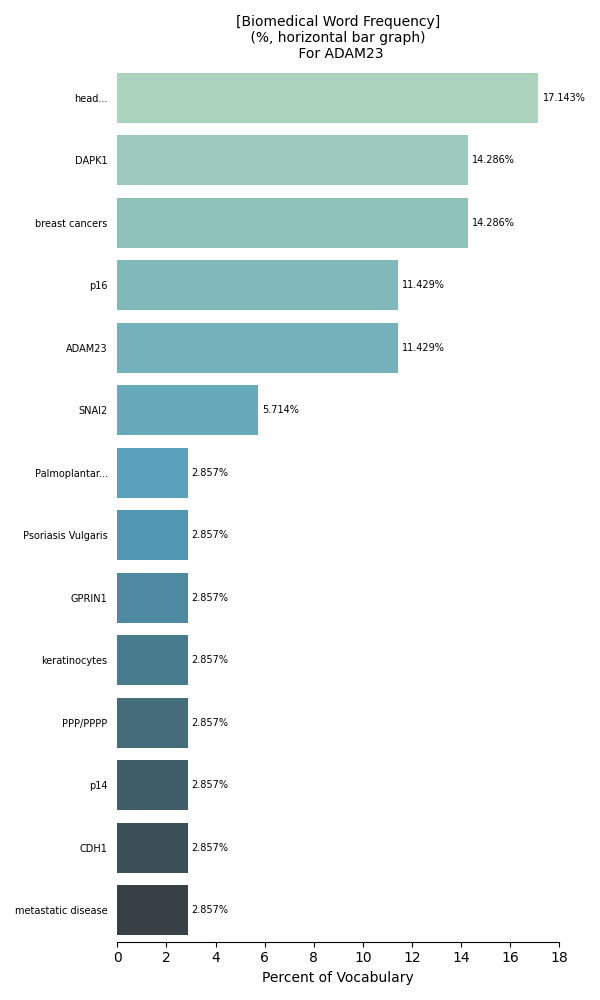 [Biomedical Word Frequency]
(%, horizontal bar graph)
For ADAM23
head... 17.143%
DAPK1 14.286%
breast cancers 14.286%
p16 11.429%
ADAM23 11.429%
SNAI2 5.714%
Palmoplantar... 2.857%
Psoriasis Vulgaris 2.857%
GPRIN1 2.857%
keratinocytes 2.857%
PPP/PPPP 2.857%
p14 2.857%
CDH1 2.857%
metastatic disease 2.857%
0 2 4 6 8 10 12 14 16 18
Percent of Vocabulary